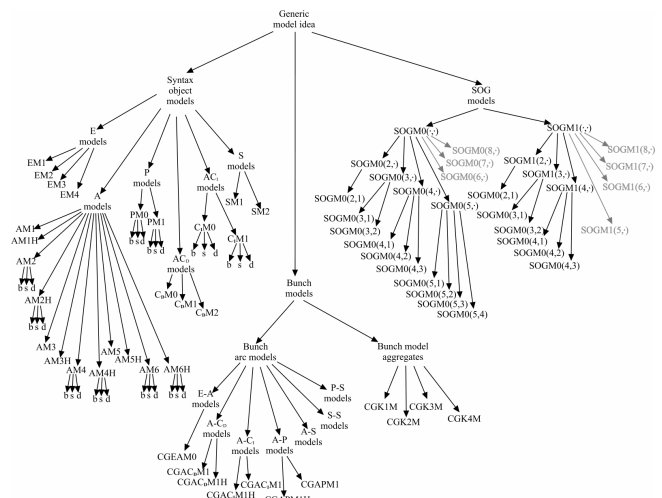 Generic
model idea
Syntax
object
models
SOG
models
E
models
EM1
EM2
EM3
EM4
A
models
AM1
AM1H
AM2
b s d
AM2H
b s d
AM3
AM3H
AM4
b s d
AM4H
b s d
AM5
AM5H
AM6
b s d
AM6H
b s d
P
models
PM0
b s d
PM1
b s d
ACD
models
CBM0
CBM1
CBM2
ACI
models
b s d
b s d
S
models
SM1
SM2
SOGM0(·,·)
SOGM0(8,·)
SOGM0(7,·)
SOGM0(6,·)
SOGM0(2,·)
SOGM0(3,·)
SOGM0(4,·)
SOGM0(5,·)
SOGM0(2,1)
SOGM0(3,1)
SOGM0(3,2)
SOGM0(4,1)
SOGM0(4,2)
SOGM0(4,3)
SOGM0(5,1)
SOGM0(5,2)
SOGM0(5,3)
SOGM0(5,4)
SOGM1(·,·)
SOGM1(8,·)
SOGM1(7,·)
SOGM1(6,·)
SOGM1(5,·)
SOGM1(2,·)
SOGM1(3,·)
SOGM1(4,·)
SOGM0(2,1)
SOGM0(3,1)
SOGM0(3,2)
SOGM0(4,1)
SOGM0(4,2)
SOGM0(4,3)
Bunch
models
Bunch
arc models
Bunch model
aggregates
E-A
models
CGEAM0
A-CD
models
CGACBM1
CGACBM1H
A-CI
models
A-P
models
CGAPM1
A-S
models
S-S
models
P-S
models
CGK1M
CGK2M
CGK3M
CGK4M